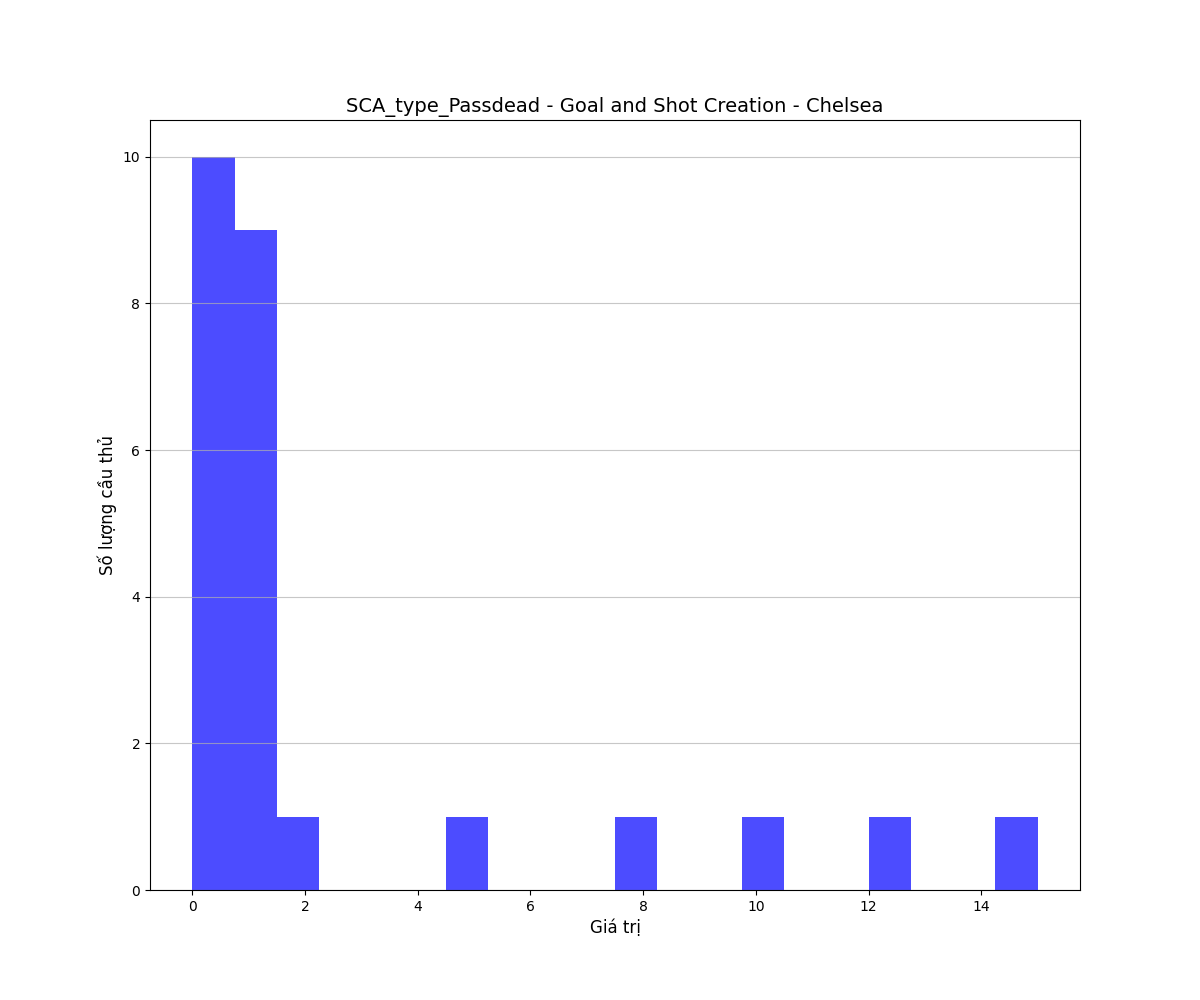 SCA_type_Passdead - Goal and Shot Creation - Chelsea
10
8
6
4
2
0
Số lượng cầu thủ
0 2 4 6 8 10 12 14
Giá trị